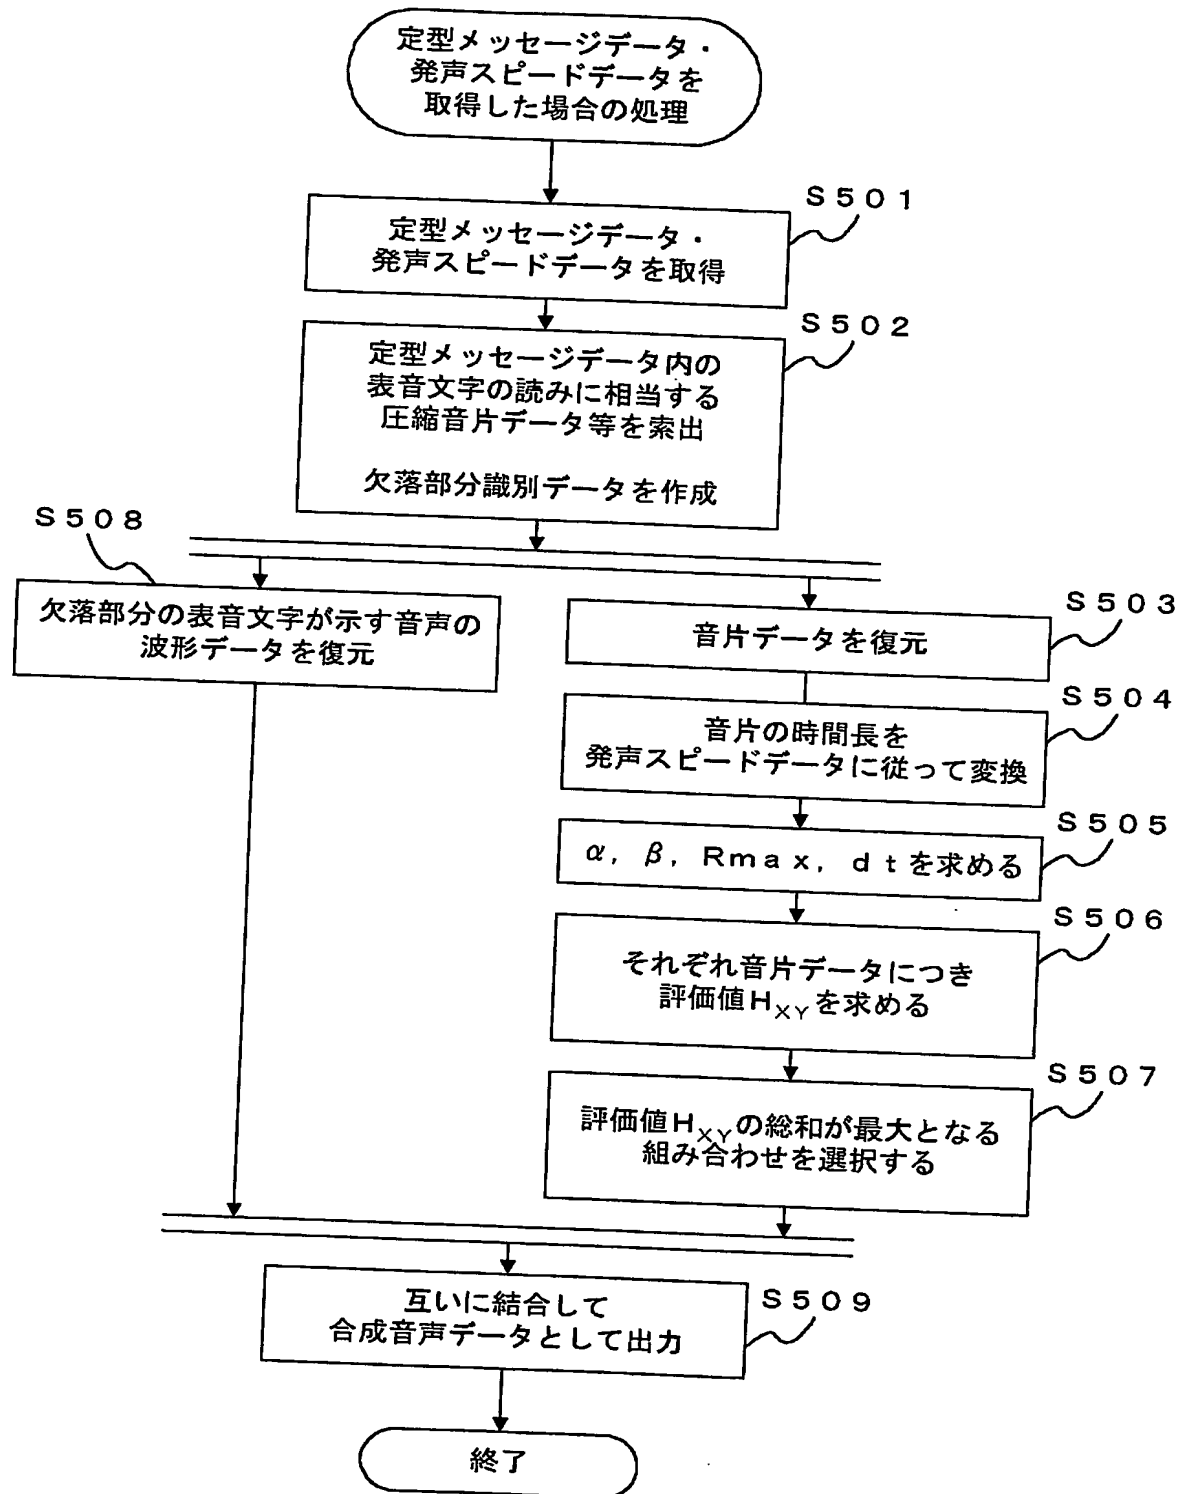 定型メッセージデータ・
発声スピードデータを
取得した場合の処理
S501
定型メッセージデータ・
発声スピードデータを取得
S502
定型メッセージデータ内の
表音文字の読みに相当する
圧縮音片データ等を索出
欠落部分識別データを作成
S508
欠落部分の表音文字が示す音声の
波形データを復元
S503
音片データを復元
S504
音片の時間長を
発声スピードデータに従って変換
S505
α, β, Rmax, dtを求める
S506
それぞれ音片データにつき
評価値HXYを求める
S507
評価値HXYの総和が最大となる
組み合わせを選択する
S509
互いに結合して
合成音声データとして出力
終了